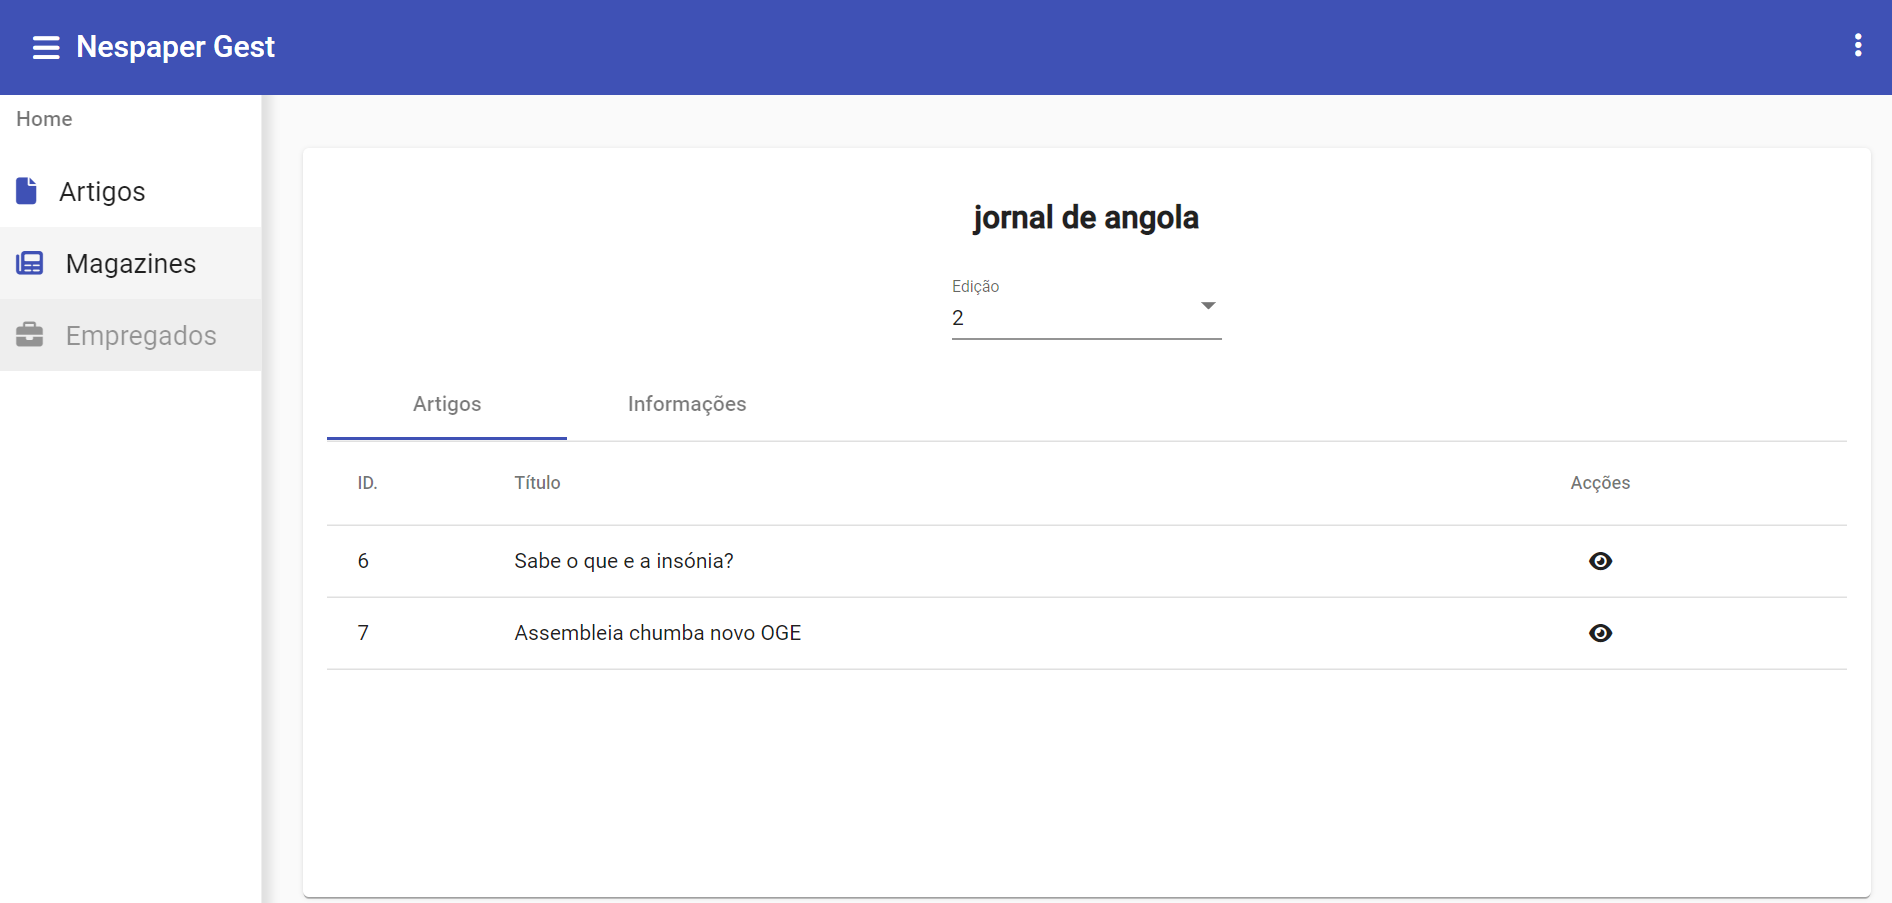 Nespaper Gest
Home
Artigos
Magazines
Empregados
jornal de angola
Edição
2
Artigos Informações
ID. Título Acções
6 Sabe o que e a insónia?
7 Assembleia chumba novo OGE